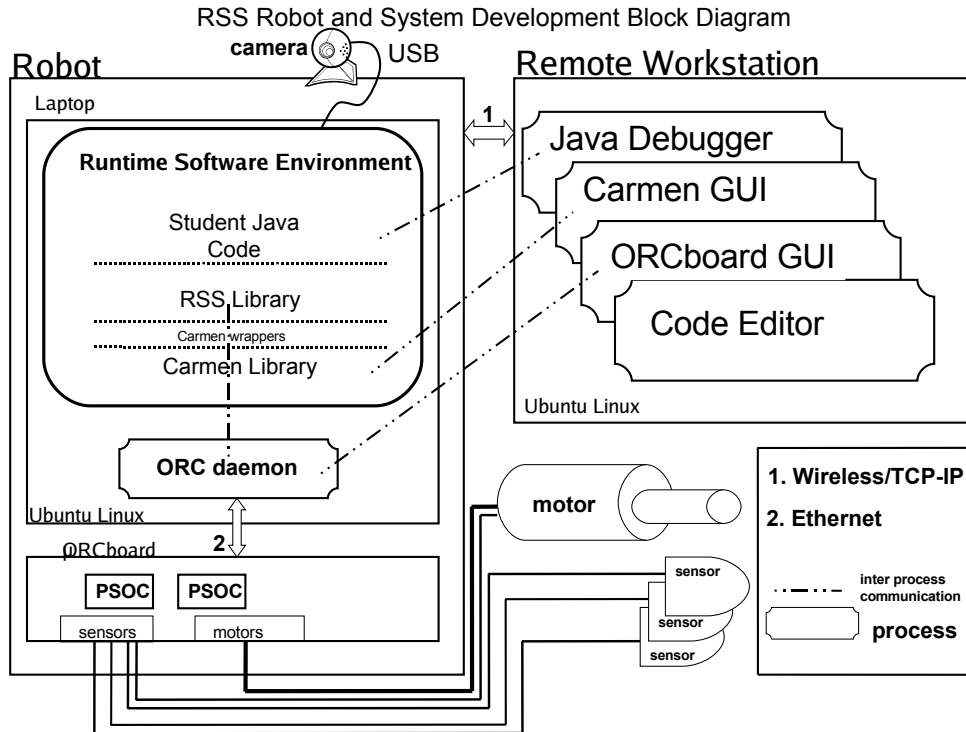 RSS Robot and System Development Block Diagram
camera
USB
Robot
Remote Workstation
Laptop
1
Runtime Software Environment
Student Java
Code
RSS Library
Carmen wrappers
Carmen Library
ORC daemon
Ubuntu Linux
2
Java Debugger
Carmen GUI
ORCboard GUI
Code Editor
Ubuntu Linux
µORCboard
PSOC
PSOC
sensors
motors
motor
sensor
sensor
sensor
1. Wireless/TCP-IP
2. Ethernet
inter process
communication
process